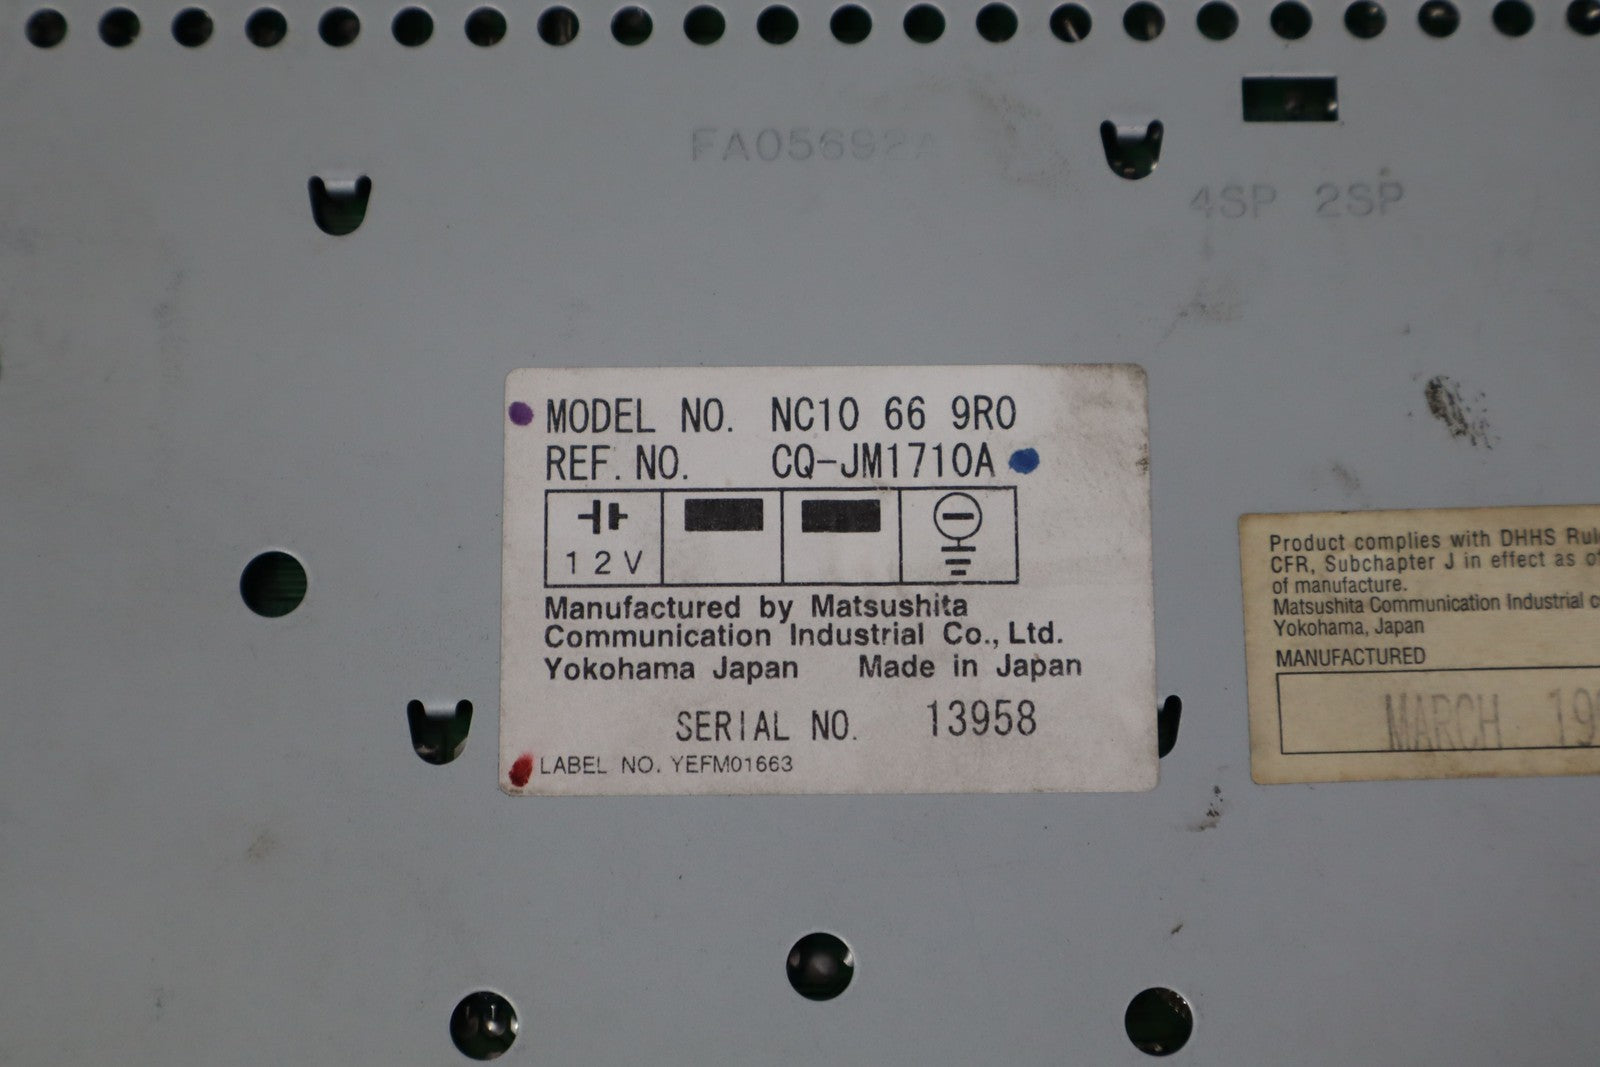 FA05692A
4SP 2SP
MODEL NO. NC10 66 9R0
REF. NO. CQ-JM1710A
12V
Manufactured by Matsushita
Communication Industrial Co., Ltd.
Yokohama Japan Made in Japan
SERIAL NO. 13958
LABEL NO. YEFM01663
Product complies with DHHS
CFR, Subchapter J in effect as
of manufacture.
Matsushita Communication Industrial
Yokohama, Japan
MANUFACTURED
MARCH